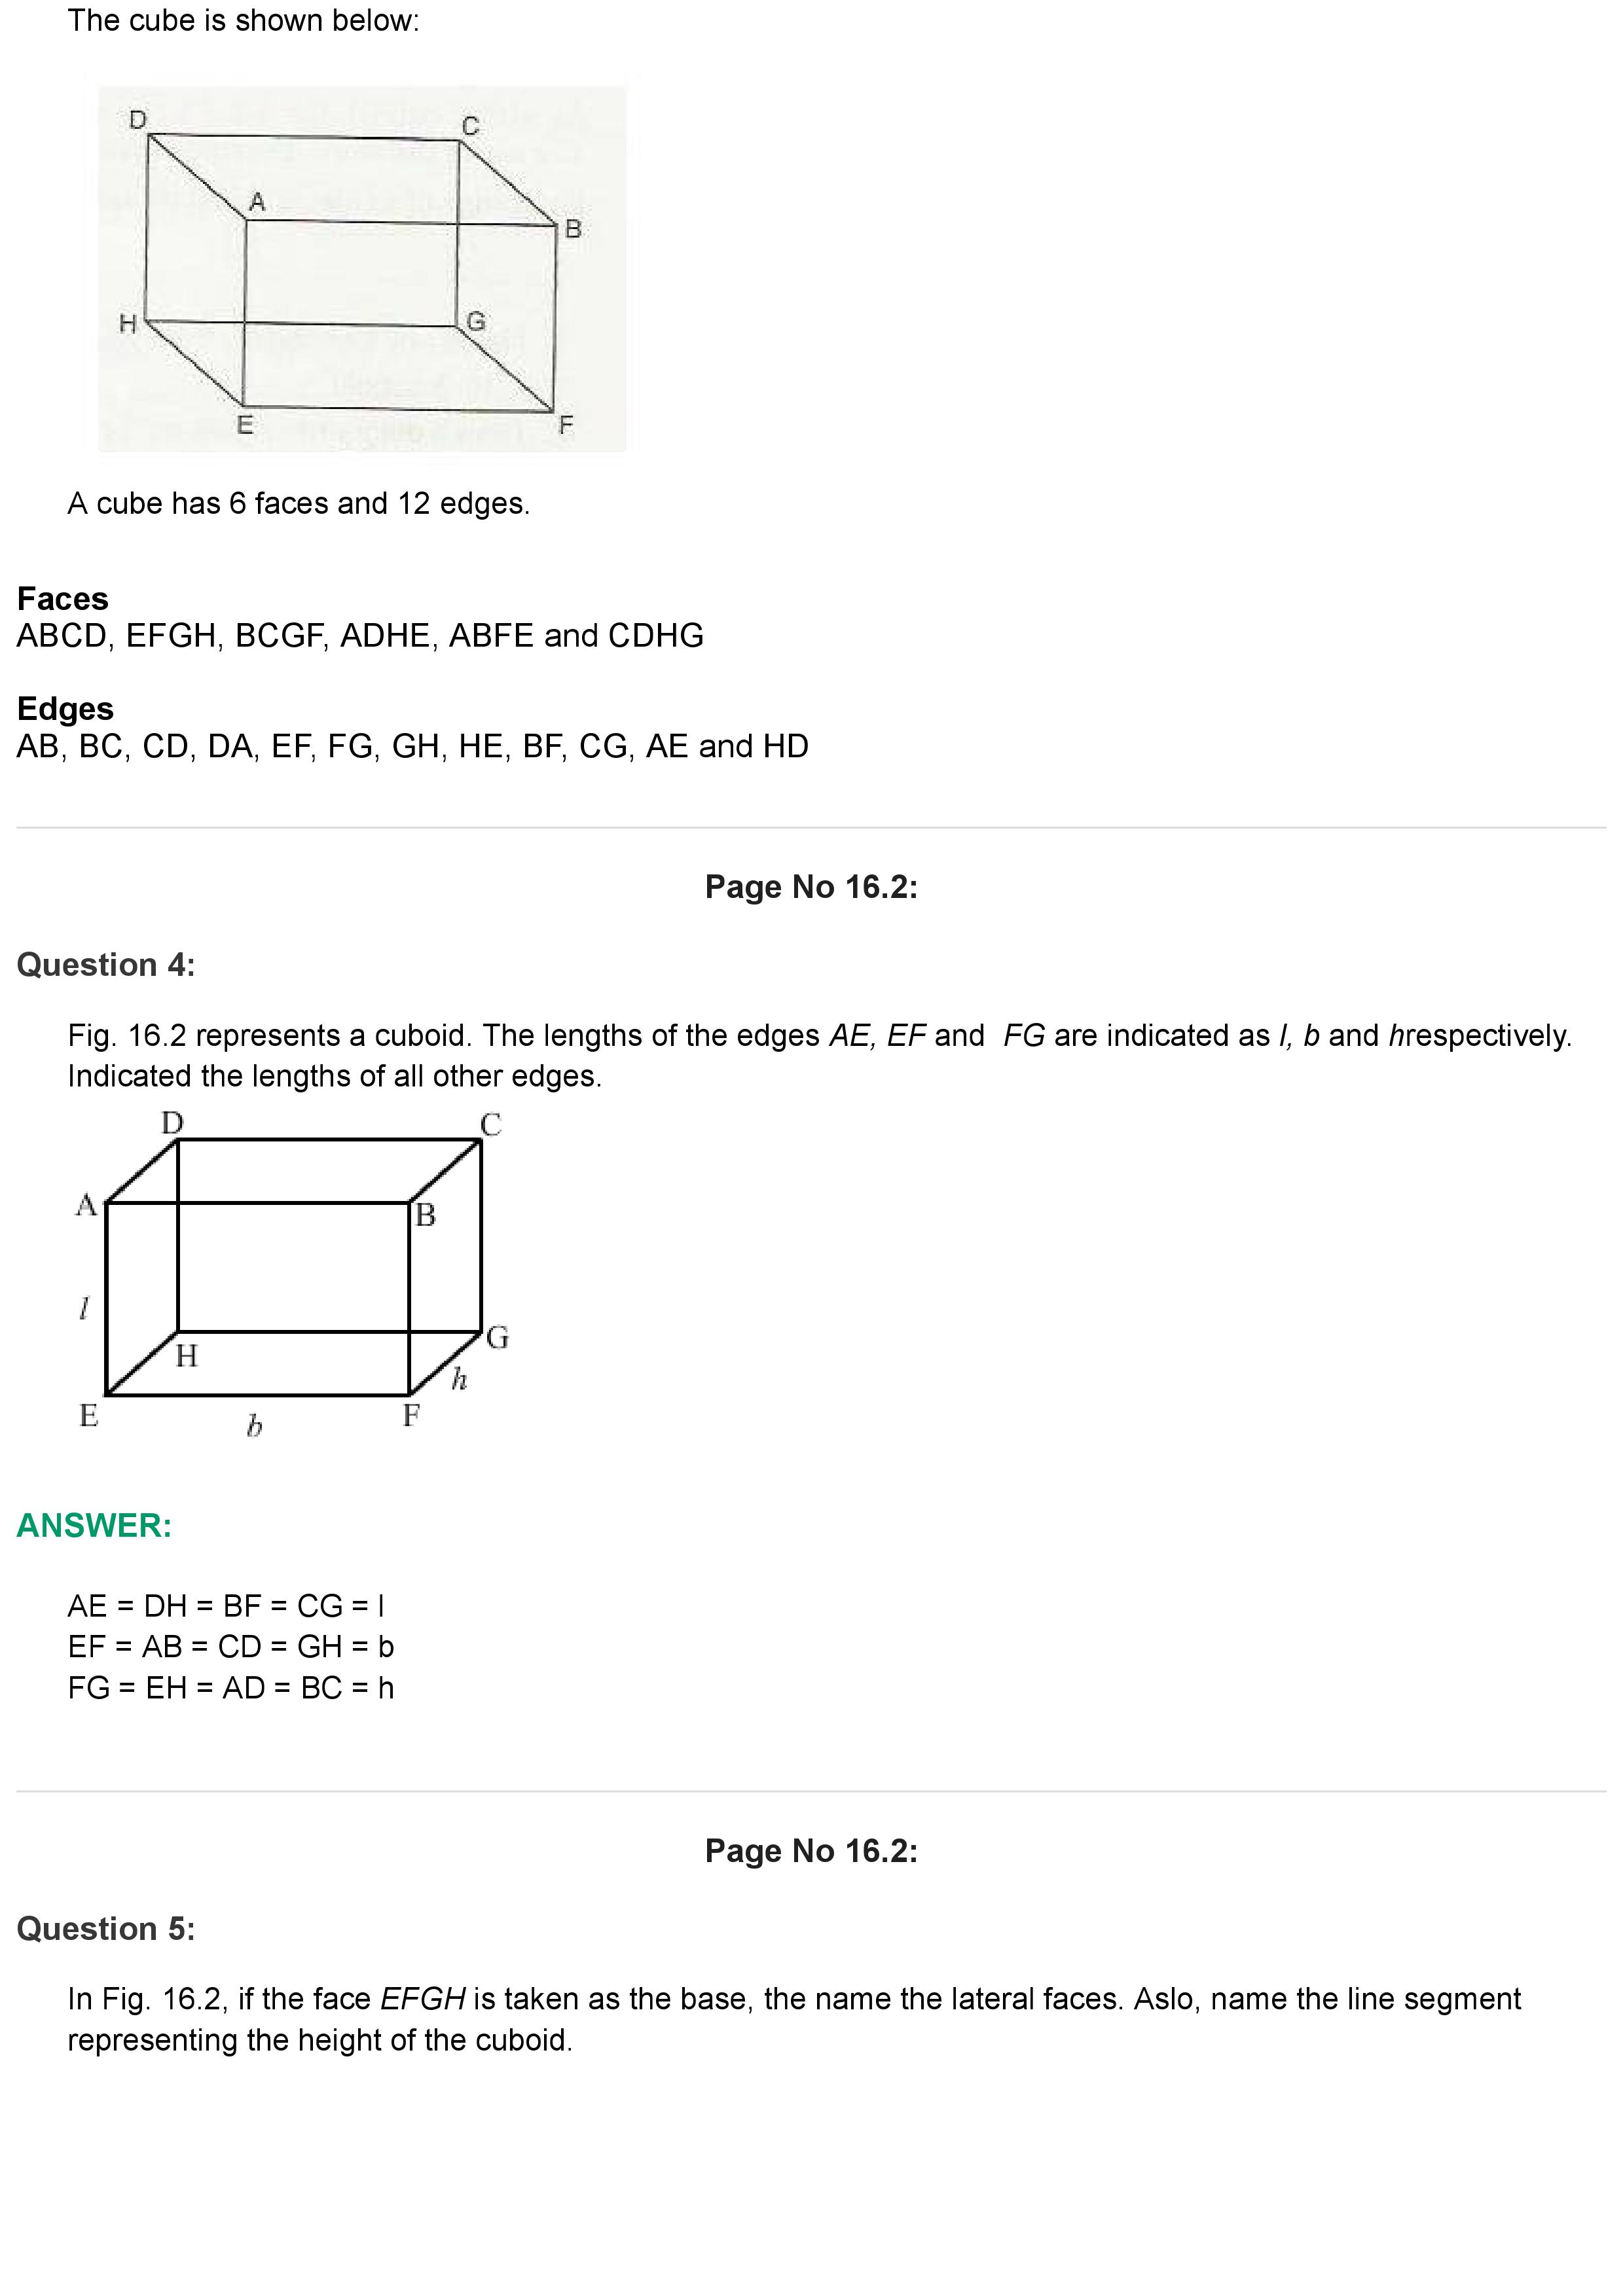 The cube is shown below:
D
C
A
B
H
G
E
F
A cube has 6 faces and 12 edges.
Faces
ABCD, EFGH, BCGF, ADHE, ABFE and CDHG
Edges
AB, BC, CD, DA, EF, FG, GH, HE, BF, CG, AE and HD
Page No 16.2:
Question 4:
Fig. 16.2 represents a cuboid. The lengths of the edges AE, EF and  FG are indicated as l, b and hrespectively.
Indicated the lengths of all other edges.
D
C
A
B
l
H
G
h
E
b
F
ANSWER:
AE = DH = BF = CG = l
EF = AB = CD = GH = b
FG = EH = AD = BC = h
Page No 16.2:
Question 5:
In Fig. 16.2, if the face EFGH is taken as the base, the name the lateral faces. Aslo, name the line segment
representing the height of the cuboid.